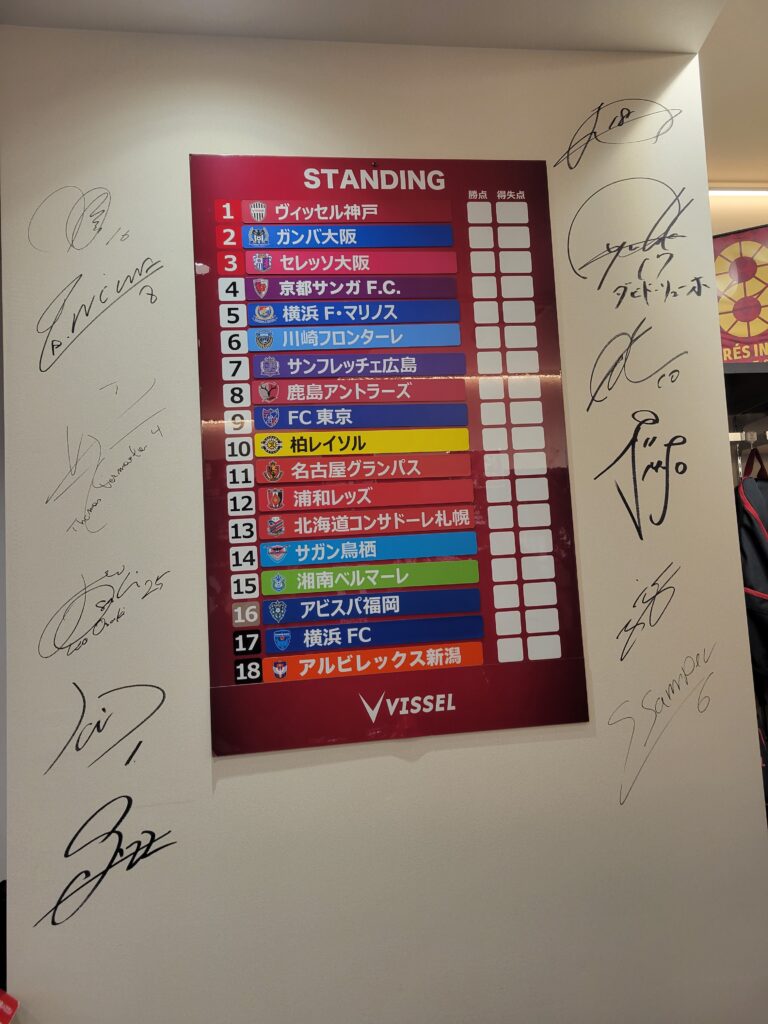 STANDING
勝点 得失点
1 ヴィッセル神戸
2 ガンバ大阪
3 セレッソ大阪
4 京都サンガ F.C.
5 横浜 F・マリノス
6 川崎フロンターレ
7 サンフレッチェ広島
8 鹿島アントラーズ
9 FC 東京
10 柏レイソル
11 名古屋グランパス
12 浦和レッズ
13 北海道コンサドーレ札幌
14 サガン鳥栖
15 湘南ベルマーレ
16 アビスパ福岡
17 横浜 FC
18 アルビレックス新潟
VISSEL
10
8
4
25
1
22
18
17
10
6